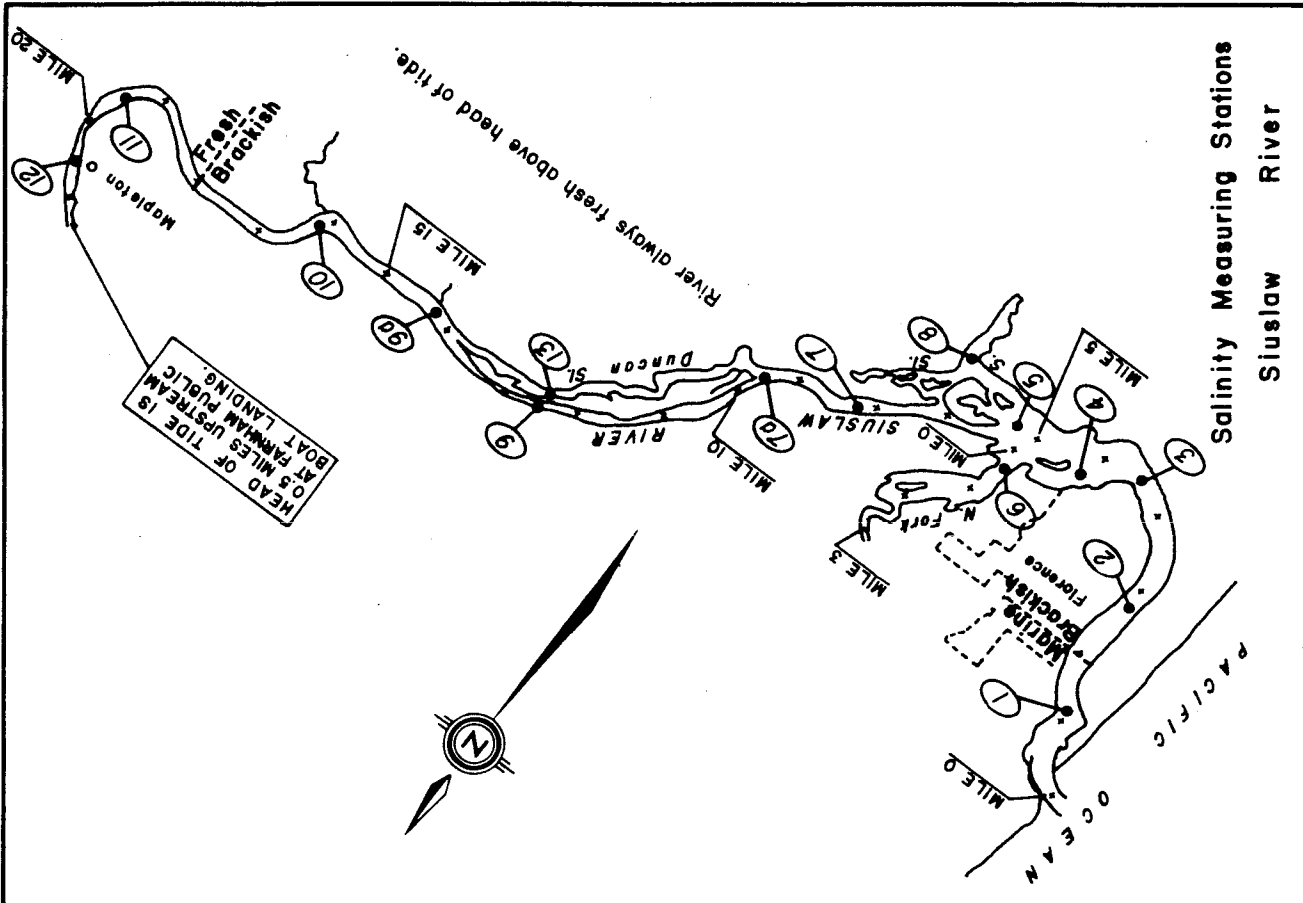 Salinity Measuring Stations
Siuslaw River
River always fresh above head of tide.
HEAD OF TIDE IS
0.5 MILES UPSTREAM
AT FARNHAM PUBLIC
BOAT LANDING.
MILE 20
12
11
Mapleton
Fresh
Brackish
10
MILE 15
9a
13
9
Duncan Sl.
RIVER
MILE 10
7a
7
SIUSLAW
8
S. Sl.
5
MILE 5
4
3
MILE 0
6
N Fork
MILE 3
Florence
2
Marine
Brackish
1
MILE 0
PACIFIC
OCEAN
N